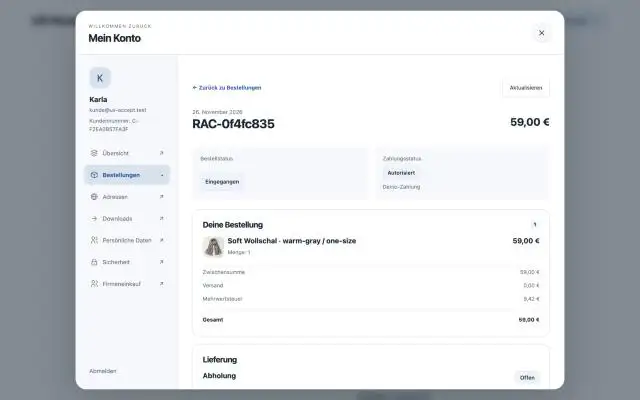 WILLKOMMEN ZURÜCK
Mein Konto
K
Karla
kunde@us-accept.test
Kundennummer: C-
F2EA0B57FA3F
Übersicht
Bestellungen
Adressen
Downloads
Persönliche Daten
Sicherheit
Firmeneinkauf
Abmelden
← Zurück zu Bestellungen
Aktualisieren
26. November 2026
RAC-0f4fc835
59,00 €
Bestellstatus
Eingegangen
Zahlungsstatus
Autorisiert
Demo-Zahlung
Deine Bestellung
1
Soft Wollschal · warm-gray / one-size
59,00 €
Menge: 1
Zwischensumme
59,00 €
Versand
0,00 €
Mehrwertsteuer
9,42 €
Gesamt
59,00 €
Lieferung
Abholung
Offen